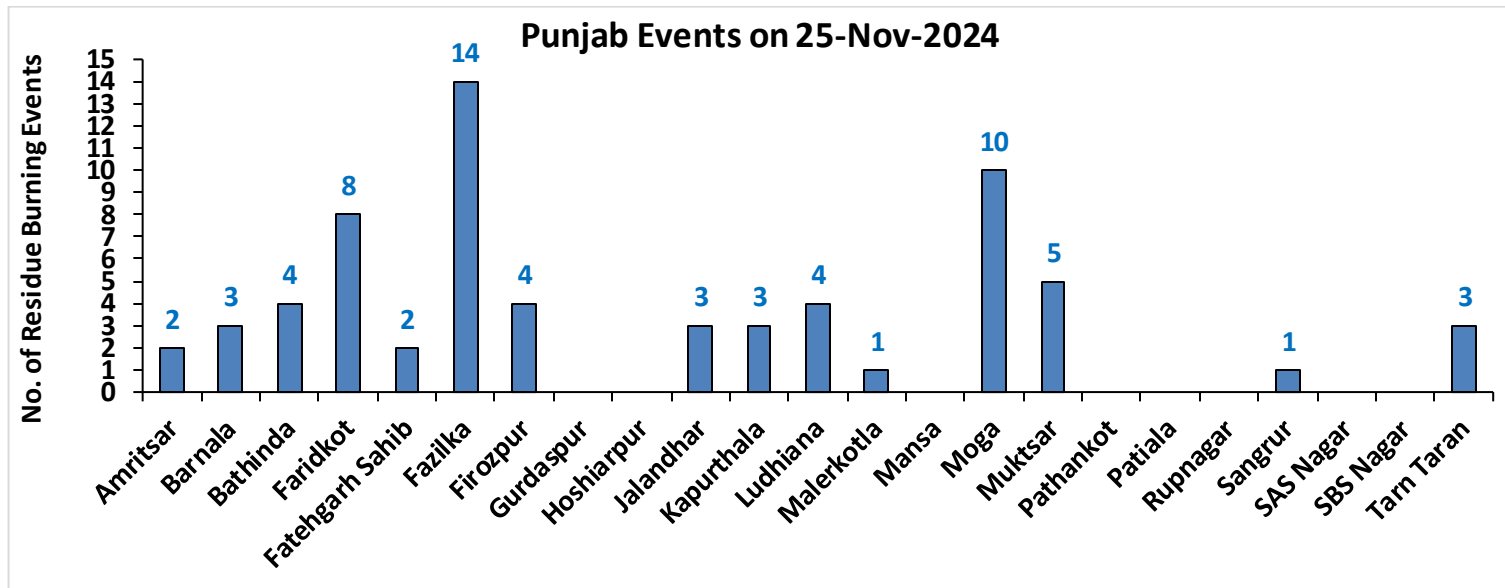 Punjab Events on 25-Nov-2024
No. of Residue Burning Events
15
14
13
12
11
10
9
8
7
6
5
4
3
2
1
0
2
3
4
8
2
14
4
3
3
4
1
10
5
1
3
Amritsar
Barnala
Bathinda
Faridkot
Fatehgarh Sahib
Fazilka
Firozpur
Gurdaspur
Hoshiarpur
Jalandhar
Kapurthala
Ludhiana
Malerkotla
Mansa
Moga
Muktsar
Pathankot
Patiala
Rupnagar
Sangrur
SAS Nagar
SBS Nagar
Tarn Taran